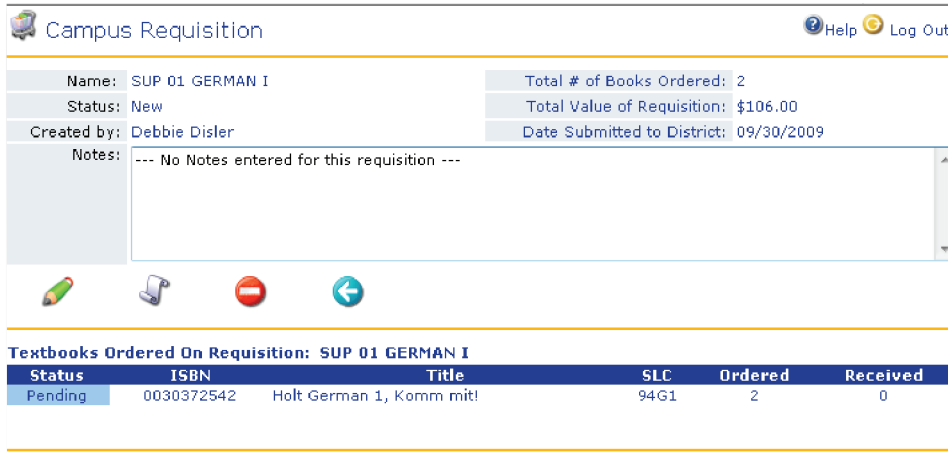 Campus Requisition Help Log Out
Name: SUP 01 GERMAN I Total # of Books Ordered: 2
Status: New Total Value of Requisition: $106.00
Created by: Debbie Disler Date Submitted to District: 09/30/2009
Notes: --- No Notes entered for this requisition ---
Textbooks Ordered On Requisition: SUP 01 GERMAN I
Status ISBN Title SLC Ordered Received
Pending 0030372542 Holt German 1, Komm mit! 94G1 2 0